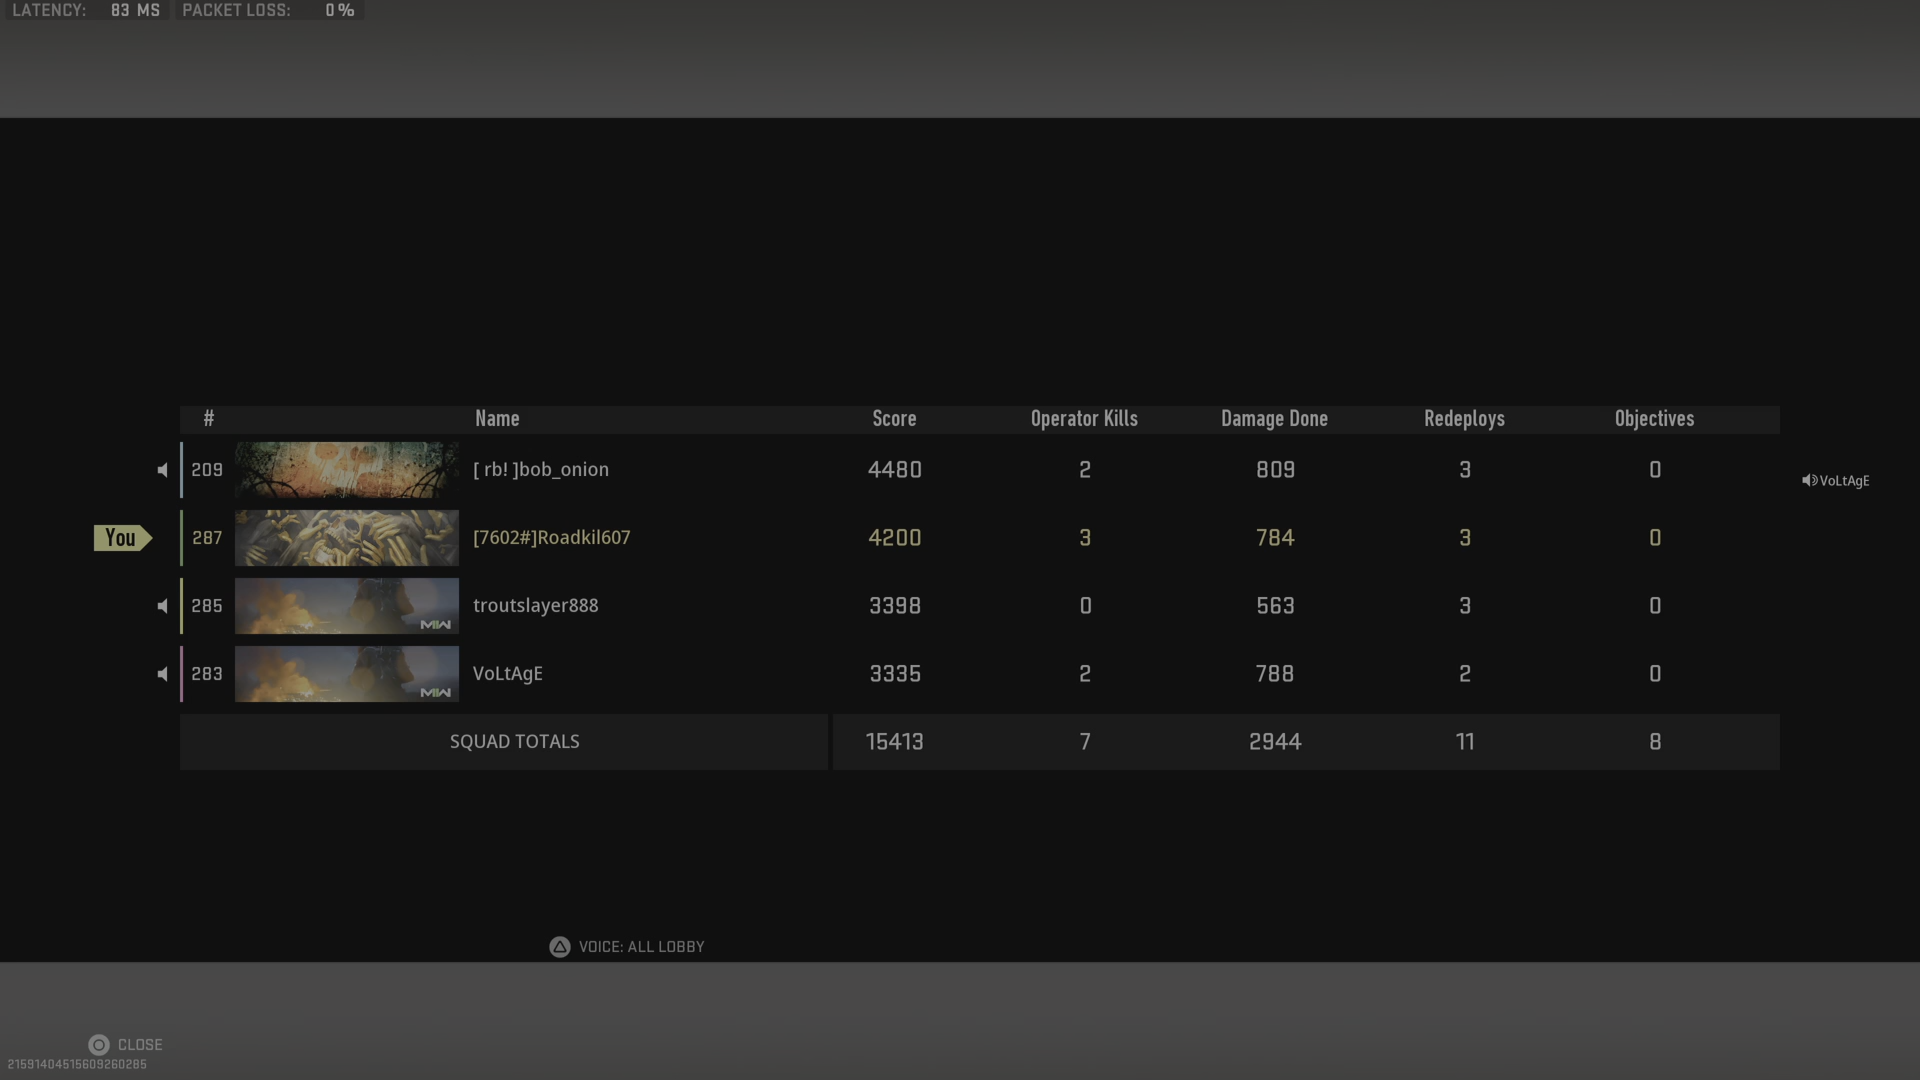 LATENCY: 83 MS PACKET LOSS: 0 %
# Name Score Operator Kills Damage Done Redeploys Objectives
209 [ rb! ]bob_onion 4480 2 809 3 0
VoLtAgE
You 287 [7602#]Roadkil607 4200 3 784 3 0
285 MW troutslayer888 3398 0 563 3 0
283 MW VoLtAgE 3335 2 788 2 0
SQUAD TOTALS 15413 7 2944 11 8
VOICE: ALL LOBBY
CLOSE
21591404515609260285